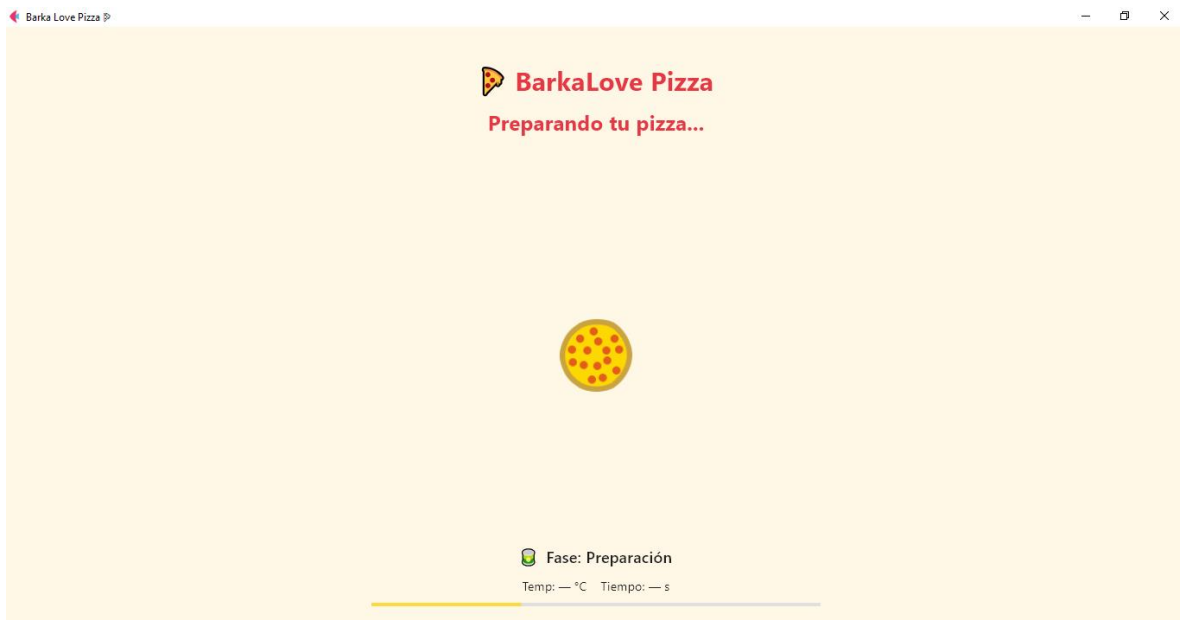 Barka Love Pizza
BarkaLove Pizza
Preparando tu pizza...
Fase: Preparación
Temp: — °C Tiempo: — s